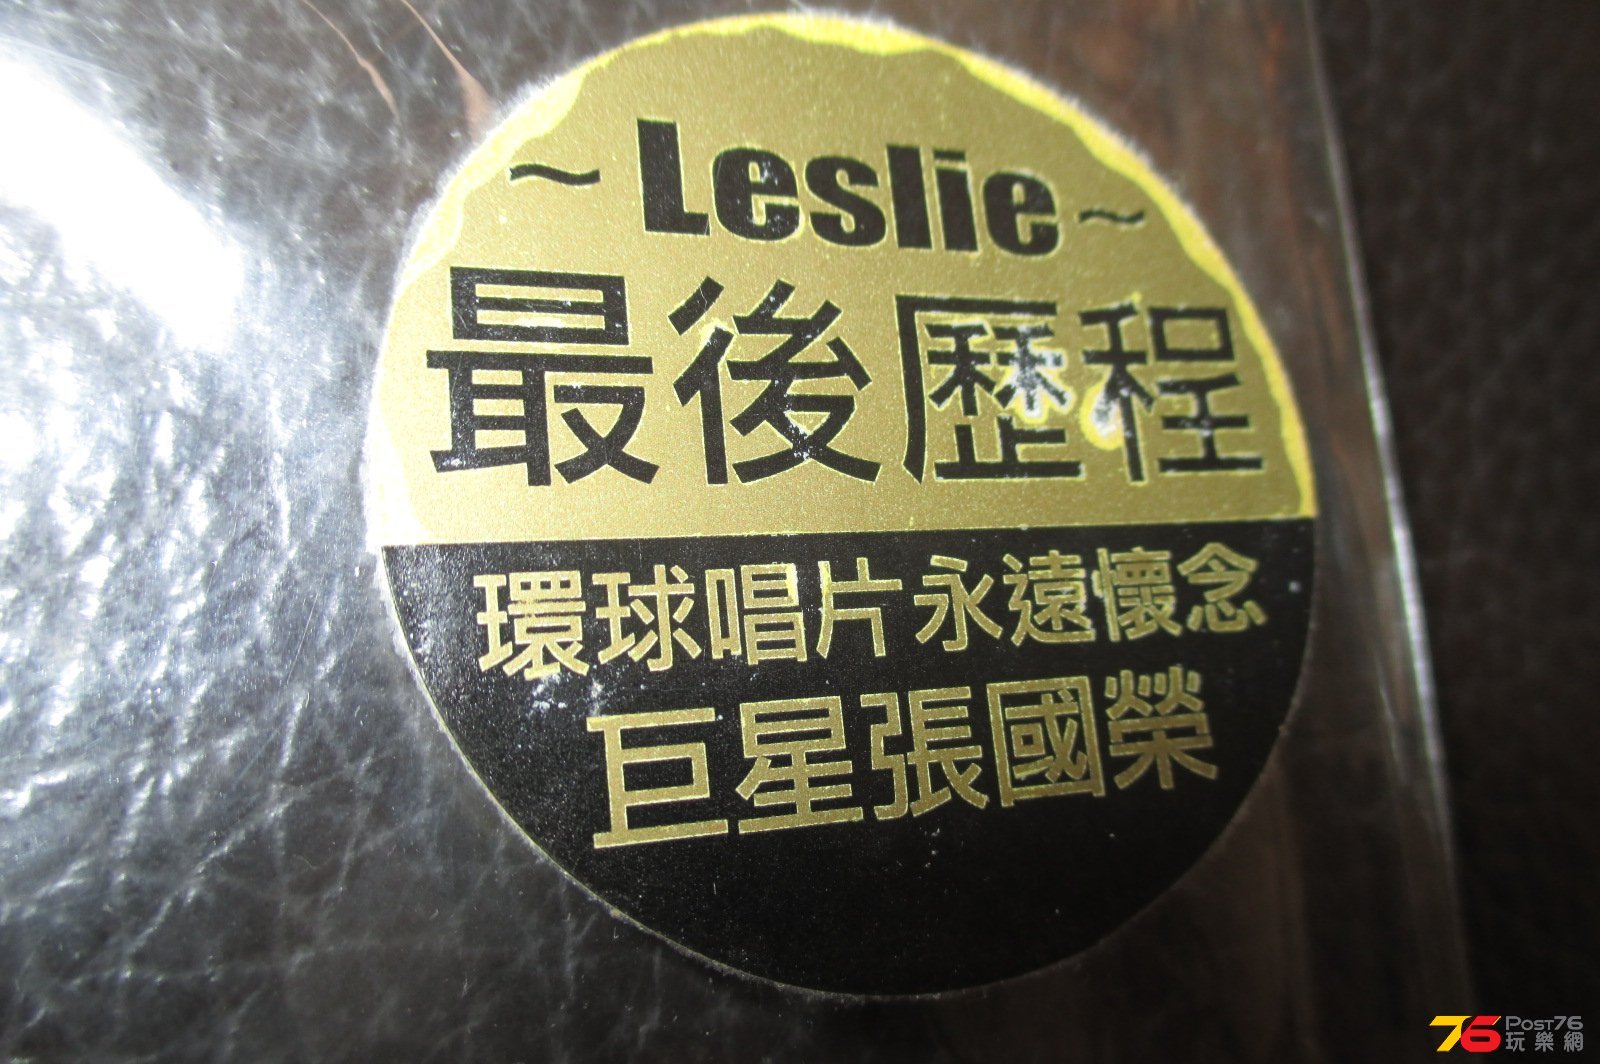 ~Leslie~
最後歷程
環球唱片永遠懷念
巨星張國榮
76 Post76
玩樂網